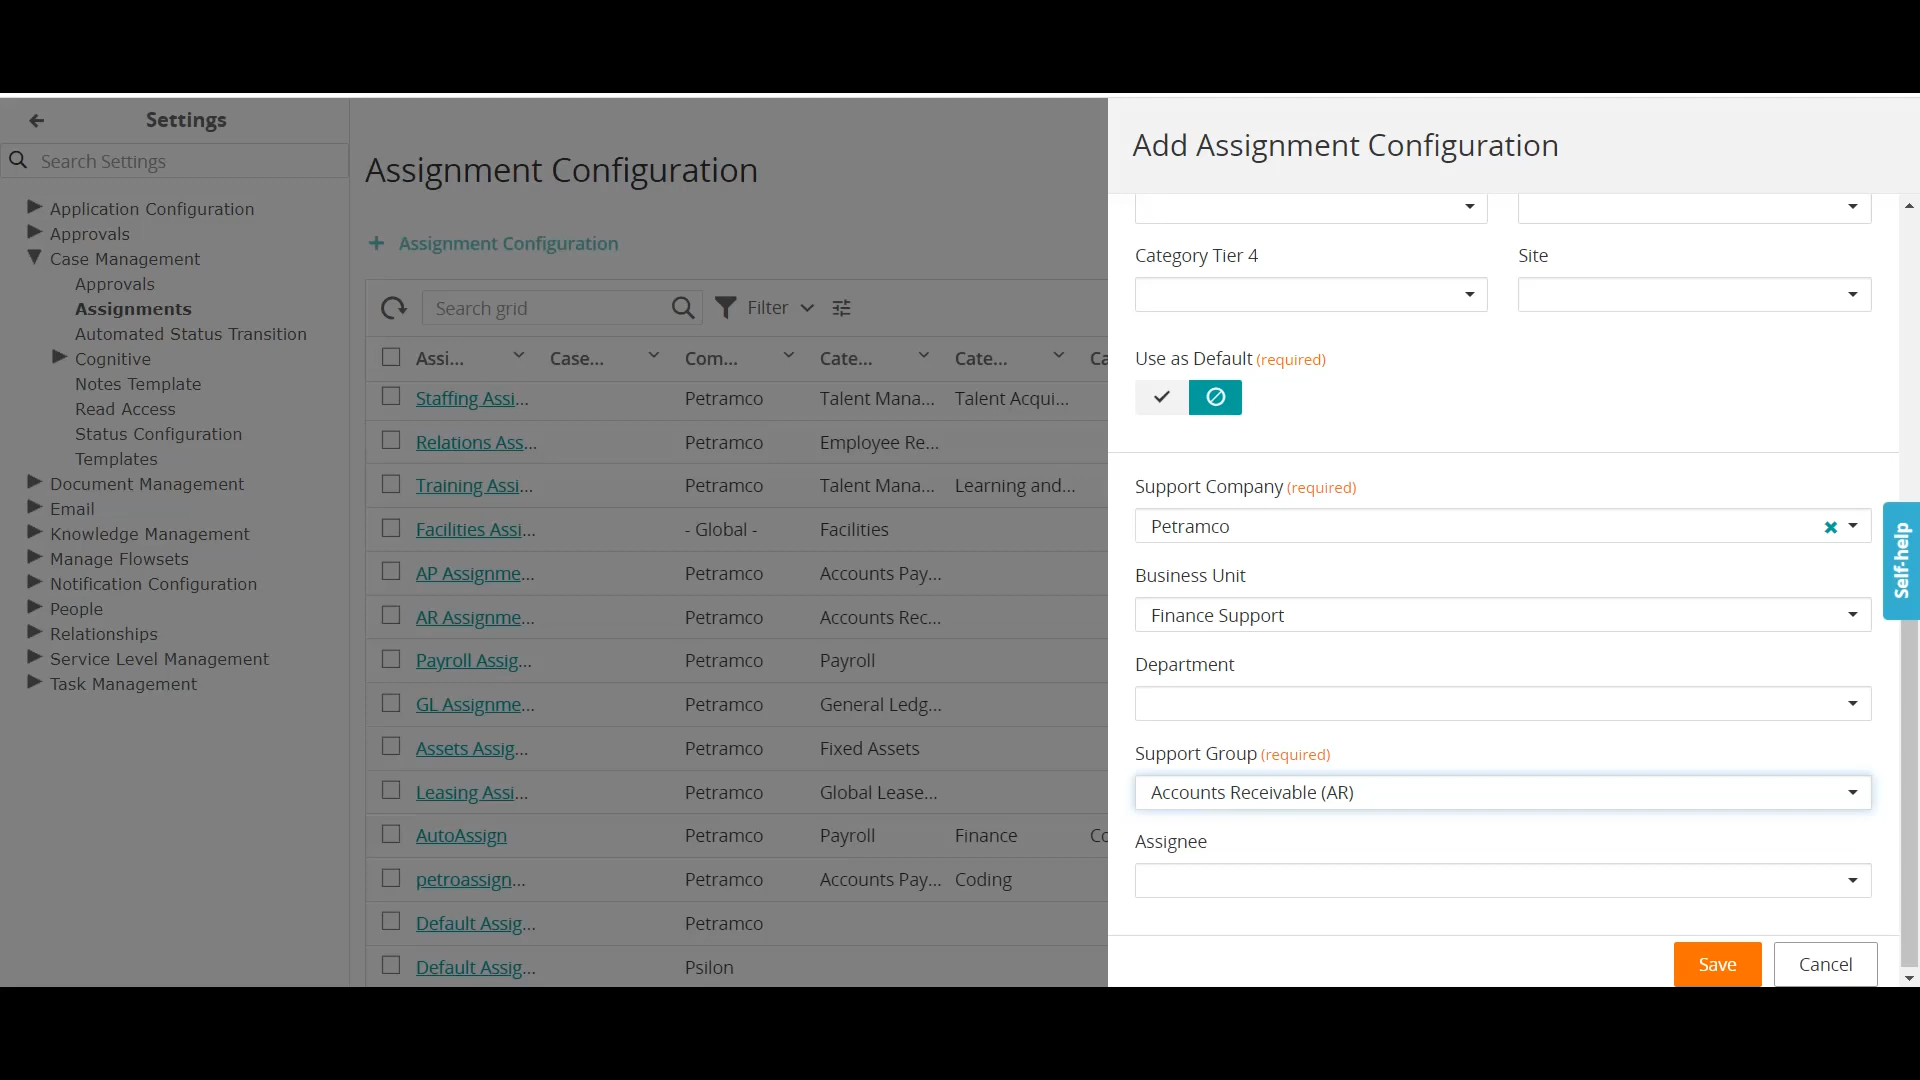 Settings
Search Settings
Application Configuration
Approvals
Case Management
Approvals
Assignments
Automated Status Transition
Cognitive
Notes Template
Read Access
Status Configuration
Templates
Document Management
Email
Knowledge Management
Manage Flowsets
Notification Configuration
People
Relationships
Service Level Management
Task Management
Assignment Configuration
+ Assignment Configuration
Search grid
Filter
Assi... Case... Com... Cate... Cate... Ca
Staffing Assi... Petramco Talent Mana... Talent Acqui...
Relations Ass... Petramco Employee Re...
Training Assi... Petramco Talent Mana... Learning and...
Facilities Assi... - Global - Facilities
AP Assignme... Petramco Accounts Pay...
AR Assignme... Petramco Accounts Rec...
Payroll Assig... Petramco Payroll
GL Assignme... Petramco General Ledg...
Assets Assig... Petramco Fixed Assets
Leasing Assi... Petramco Global Lease...
AutoAssign Petramco Payroll Finance Co
petroassign... Petramco Accounts Pay... Coding
Default Assig... Petramco
Default Assig... Psilon
Add Assignment Configuration
Category Tier 4 Site
Use as Default (required)
Support Company (required)
Petramco
Business Unit
Finance Support
Department
Support Group (required)
Accounts Receivable (AR)
Assignee
Save Cancel
Self-help